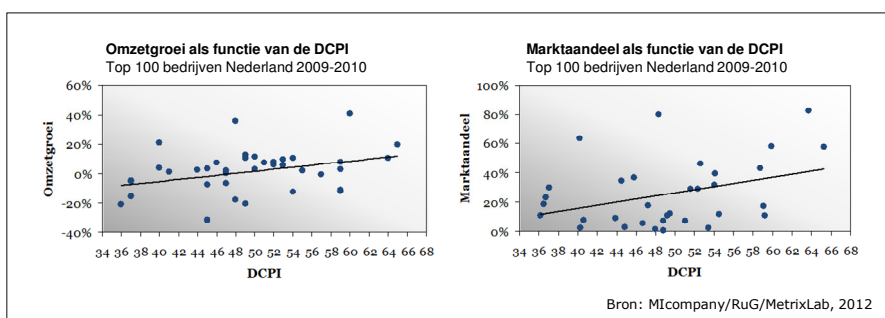 Omzetgroei als functie van de DCPI
Top 100 bedrijven Nederland 2009-2010
60%
40%
20%
0%
-20%
-40%
Omzetgroei
34 36 38 40 42 44 46 48 50 52 54 56 58 60 62 64 66 68
DCPI
Marktaandeel als functie van de DCPI
Top 100 bedrijven Nederland 2009-2010
100%
80%
60%
40%
20%
0%
Marktaandeel
34 36 38 40 42 44 46 48 50 52 54 56 58 60 62 64 66 68
DCPI
Bron: MIcompany/RuG/MetrixLab, 2012